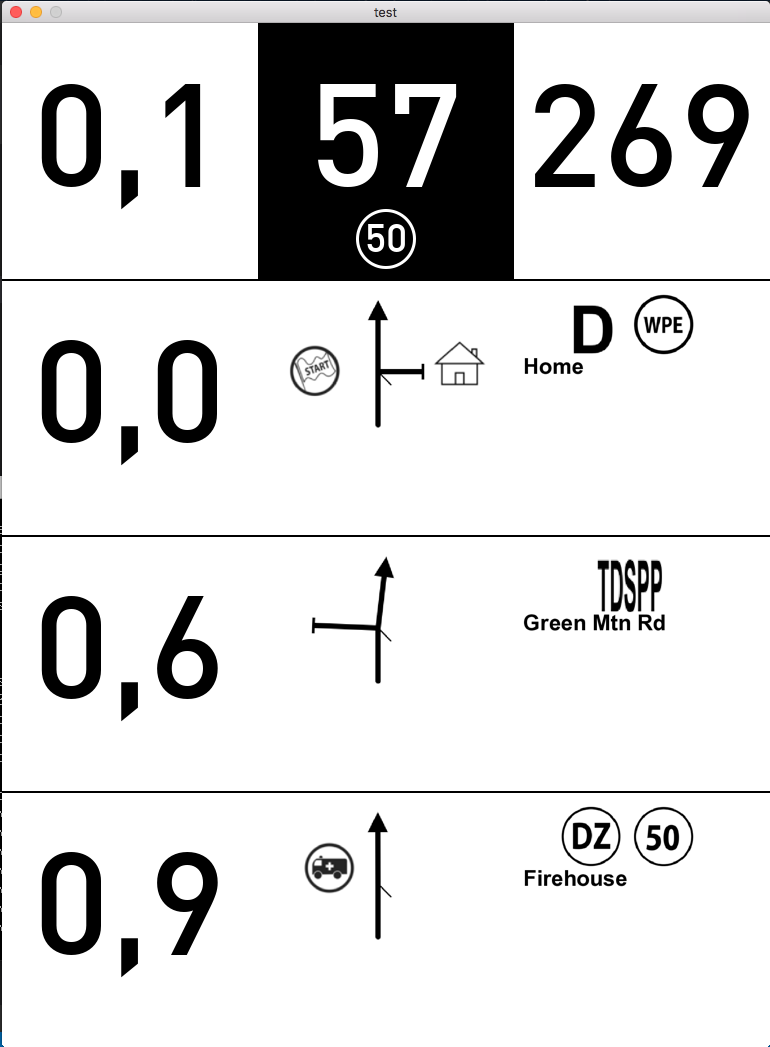 test
0,1 57 269
50
0,0 START D WPE
Home
0,6 TDSPP
Green Mtn Rd
0,9 DZ 50
Firehouse